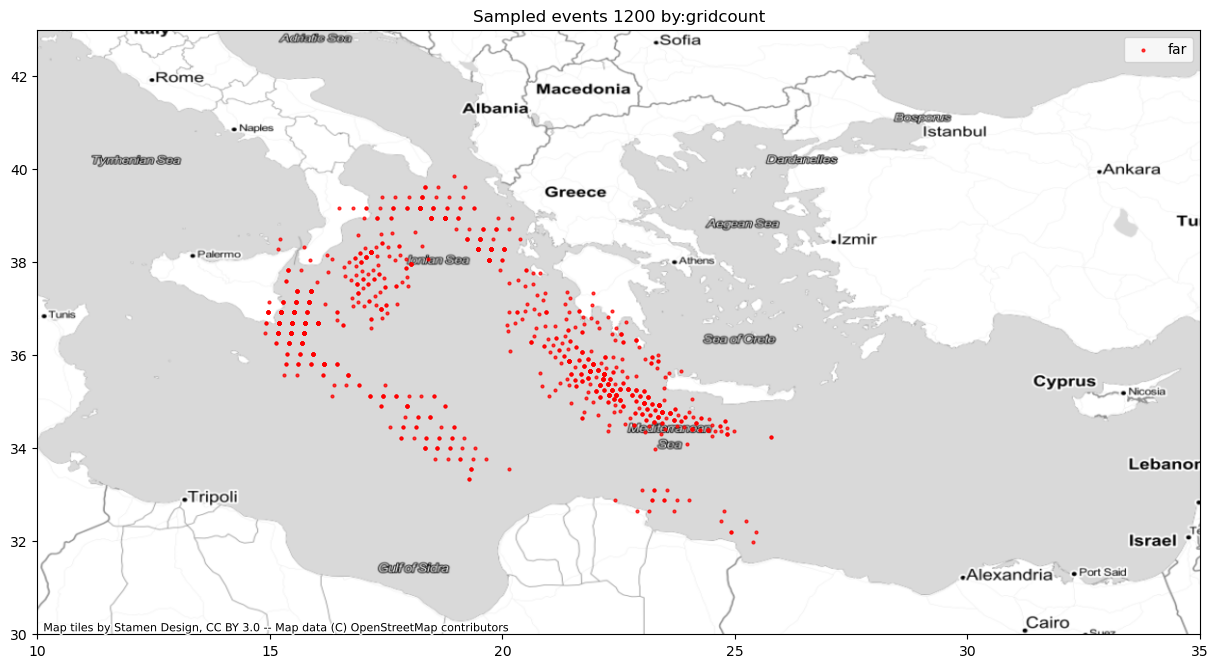 Sampled events 1200 by:gridcount
far
Italy
Adriatic Sea
Sofia
Rome
Macedonia
Albania
Bosporus
Istanbul
Naples
Tyrrhenian Sea
Dardanelles
Ankara
Greece
Tu
Aegean Sea
Izmir
Palermo
Ionian Sea
Athens
Tunis
Sea of Crete
Cyprus
Nicosia
Mediterranean
Sea
Lebanon
Tripoli
Te
Israel
Gulf of Sidra
Alexandria
Port Said
Cairo
Suez
Map tiles by Stamen Design, CC BY 3.0 -- Map data (C) OpenStreetMap contributors
42
40
38
36
34
32
30
10
15
20
25
30
35